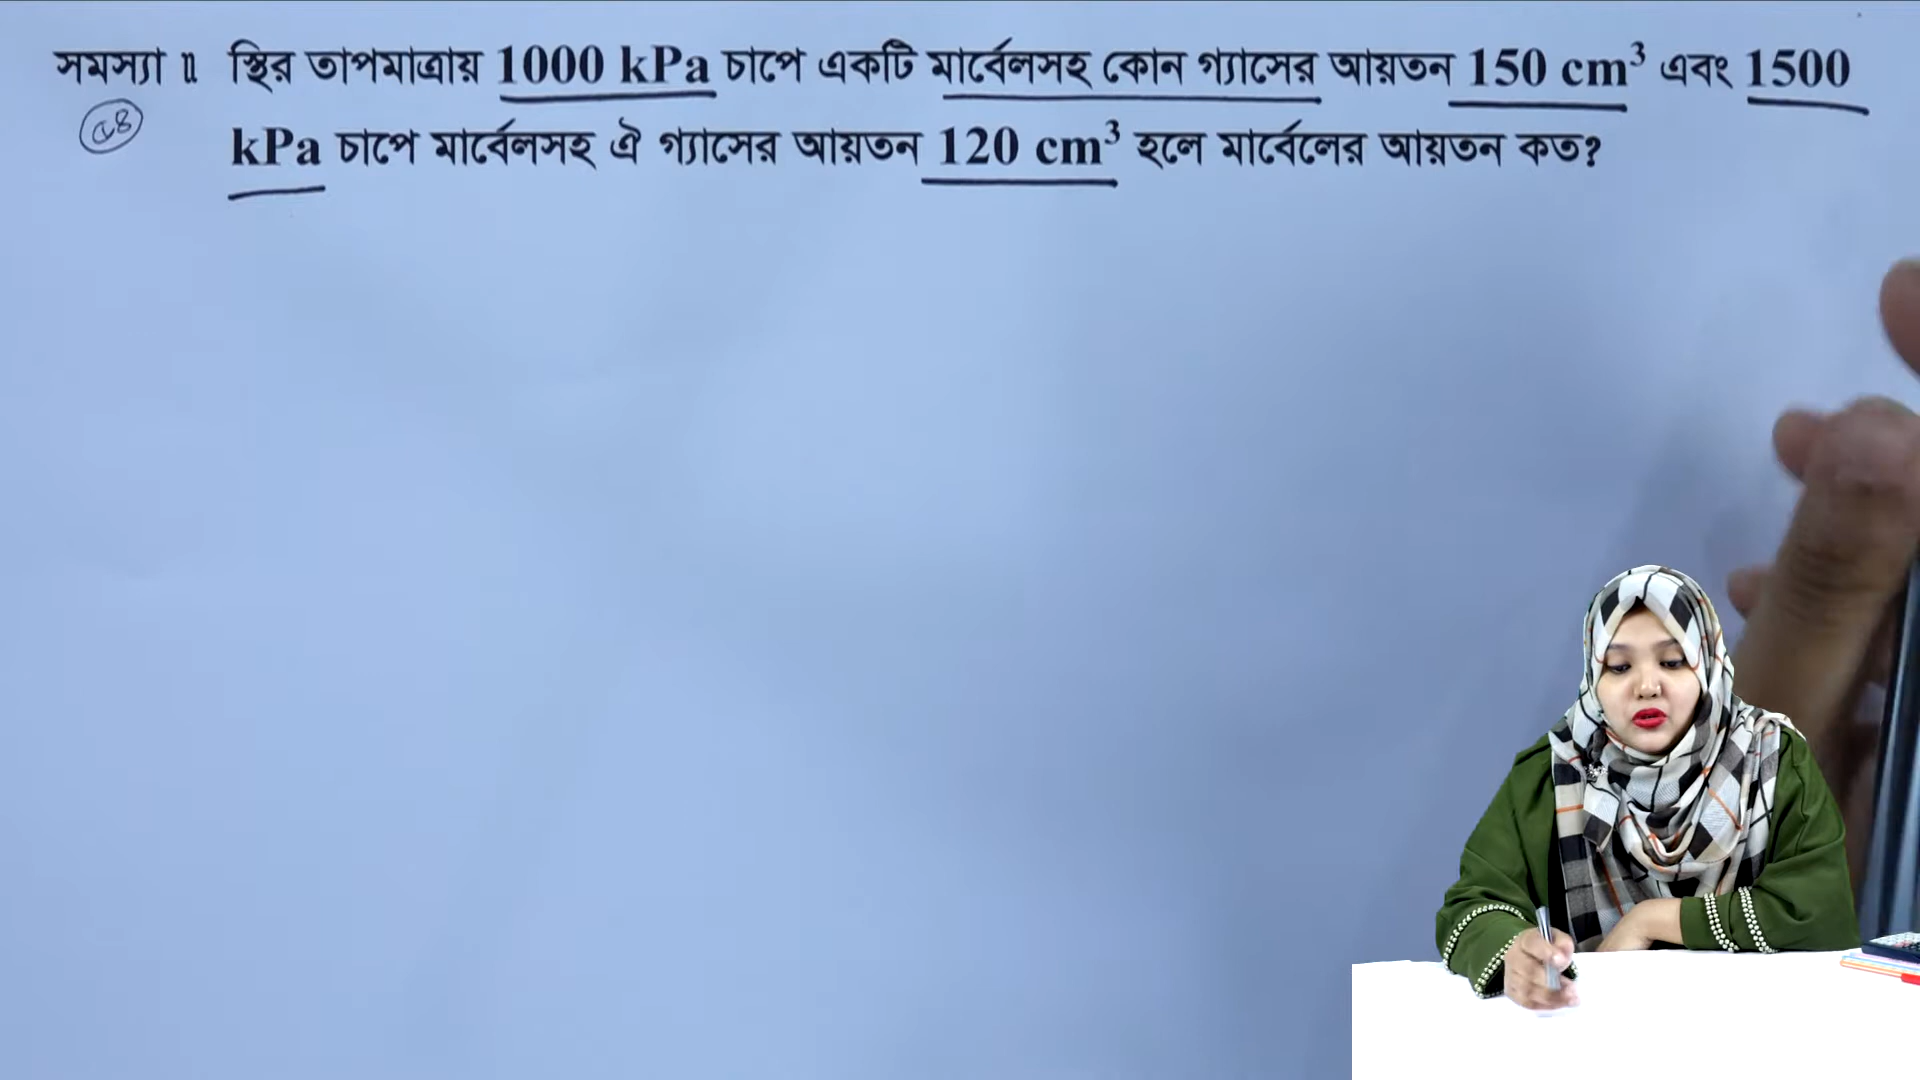 সমস্যা ॥ স্থির তাপমাত্রায় 1000 kPa চাপে একটি মার্বেলসহ কোন গ্যাসের আয়তন 150 cm³ এবং 1500
kPa চাপে মার্বেলসহ ঐ গ্যাসের আয়তন 120 cm³ হলে মার্বেলের আয়তন কত?